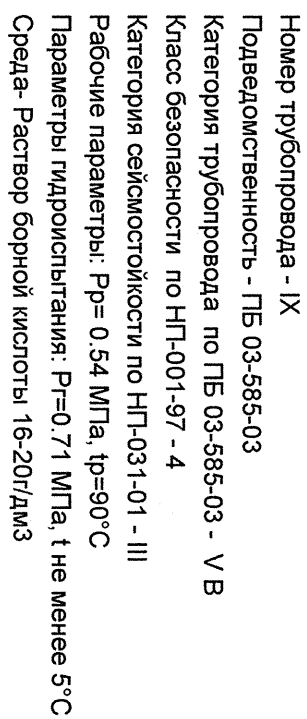 Номер трубопровода - IX
Подведомственность - ПБ 03-585-03
Категория трубопровода по ПБ 03-585-03 - V В
Класс безопасности по НП-001-97 - 4
Категория сейсмостойкости по НП-031-01 - III
Рабочие параметры: Рр= 0.54 МПа, tр=90°С
Параметры гидроиспытания: Рг=0.71 МПа, t не менее 5°С
Среда- Раствор борной кислоты 16-20г/дм3